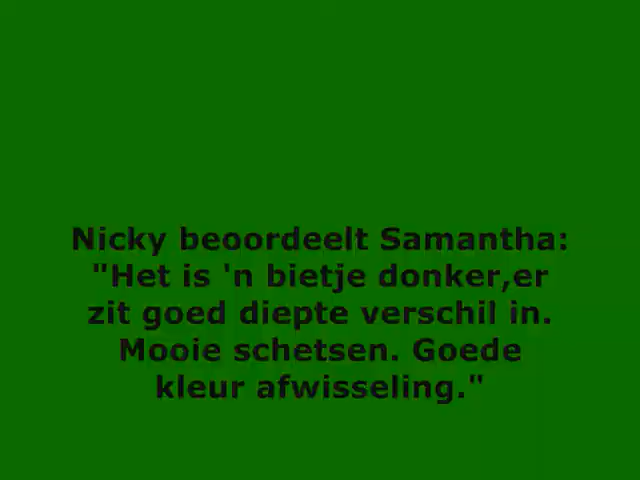 Nicky beoordeelt Samantha:
"Het is 'n bietje donker,er
zit goed diepte verschil in.
Mooie schetsen. Goede
kleur afwisseling."